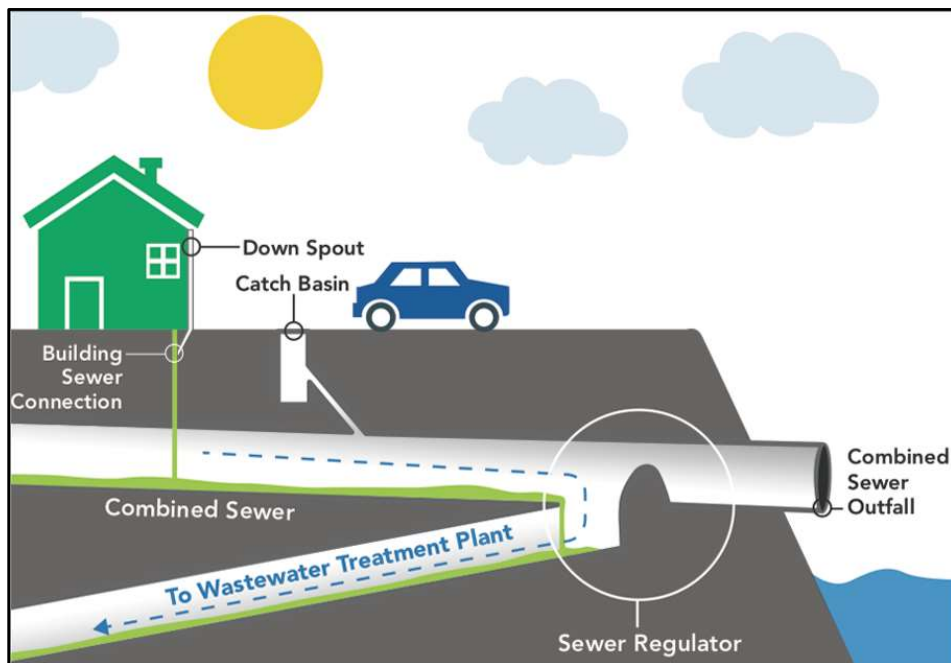 Down Spout
Catch Basin
Building
Sewer
Connection
Combined Sewer
Combined
Sewer
Outfall
To Wastewater Treatment Plant
Sewer Regulator